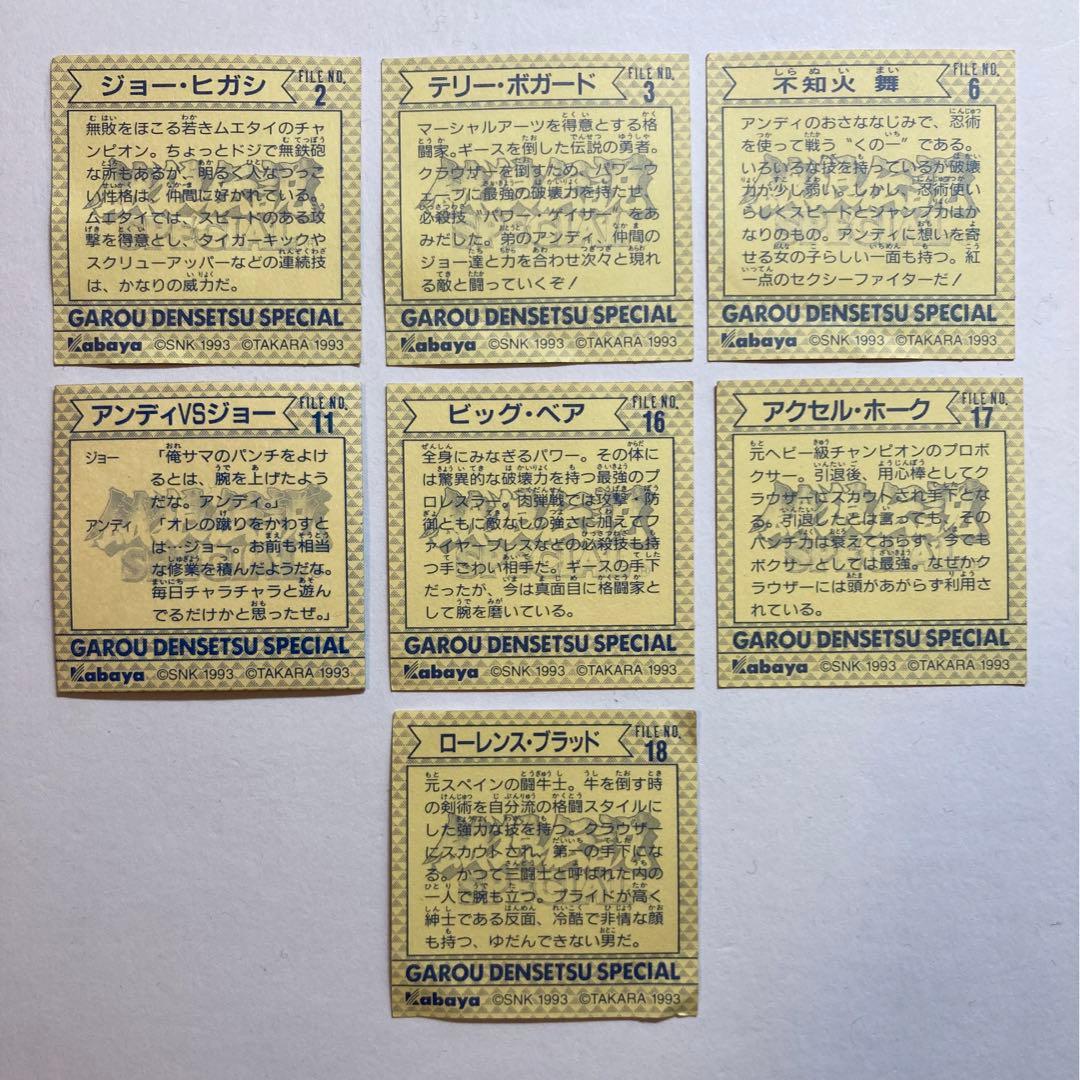 ジョー・ヒガシ
FILE NO.
2
無敗をほこる若きムエタイのチャ
ンピオン。ちょっとドジで無鉄砲
な所もあるが、明るく人なつっこ
い性格は、仲間に好かれている。
ムエタイでは、スピードのある攻
撃を得意とし、タイガーキックや
スクリューアッパーなどの連続技
は、かなりの威力だ。
GAROU DENSETSU SPECIAL
Kabaya ©SNK 1993 ©TAKARA 1993
テリー・ボガード
FILE NO.
3
マーシャルアーツを得意とする格
闘家。ギースを倒した伝説の勇者。
クラウザーを倒すため、パワーウ
ェーブに最強の破壊力を持たせ、
必殺技“パワー・ゲイザー”をあ
みだした。弟のアンディ、仲間の
ジョー達と力を合わせ次々と現れ
る敵と闘っていくぞ!
GAROU DENSETSU SPECIAL
Kabaya ©SNK 1993 ©TAKARA 1993
不知火 舞
FILE NO.
6
アンディのおさななじみで、忍術
を使って戦う“くの一”である。
いろいろな技を持っているが破壊
力が少し弱い。しかし、忍術使い
らしくスピードとジャンプ力はか
なりのもの。アンディに想いを寄
せる女の子らしい一面も持つ。紅
一点のセクシーファイターだ!
GAROU DENSETSU SPECIAL
Kabaya ©SNK 1993 ©TAKARA 1993
アンディVSジョー
FILE NO.
11
ジョー 「俺サマのパンチをよけ
るとは、腕を上げたよう
だな。アンディ。」
アンディ 「オレの蹴りをかわすと
は…ジョー。お前も相当
な修業を積んだようだな。
毎日チャラチャラと遊ん
でるだけかと思ったぜ。」
GAROU DENSETSU SPECIAL
Kabaya ©SNK 1993 ©TAKARA 1993
ビッグ・ベア
FILE NO.
16
全身にみなぎるパワー。その体に
は驚異的な破壊力を持つ最強のプ
ロレスラー。肉弾戦では攻撃・防
御ともに敵なしの強さに加えてフ
ァイヤーブレスなどの必殺技も持
つ手ごわい相手だ。ギースの手下
だったが、今は真面目に格闘家と
して腕を磨いている。
GAROU DENSETSU SPECIAL
Kabaya ©SNK 1993 ©TAKARA 1993
アクセル・ホーク
FILE NO.
17
元ヘビー級チャンピオンのプロボ
クサー。引退後、用心棒としてク
ラウザーにスカウトされ手下とな
る。引退したとは言っても、その
パンチ力は衰えておらず、今でも
ボクサーとしては最強。なぜかク
ラウザーには頭があがらず利用さ
れている。
GAROU DENSETSU SPECIAL
Kabaya ©SNK 1993 ©TAKARA 1993
ローレンス・ブラッド
FILE NO.
18
元スペインの闘牛士。牛を倒す時
の剣術を自分流の格闘スタイルに
した強力な技を持つ。クラウザー
にスカウトされ、第一の手下にな
る。かつて三闘士と呼ばれた内の
一人で腕も立つ。プライドが高く
紳士である反面、冷酷で非情な顔
も持つ、ゆだんできない男だ。
GAROU DENSETSU SPECIAL
Kabaya ©SNK 1993 ©TAKARA 1993